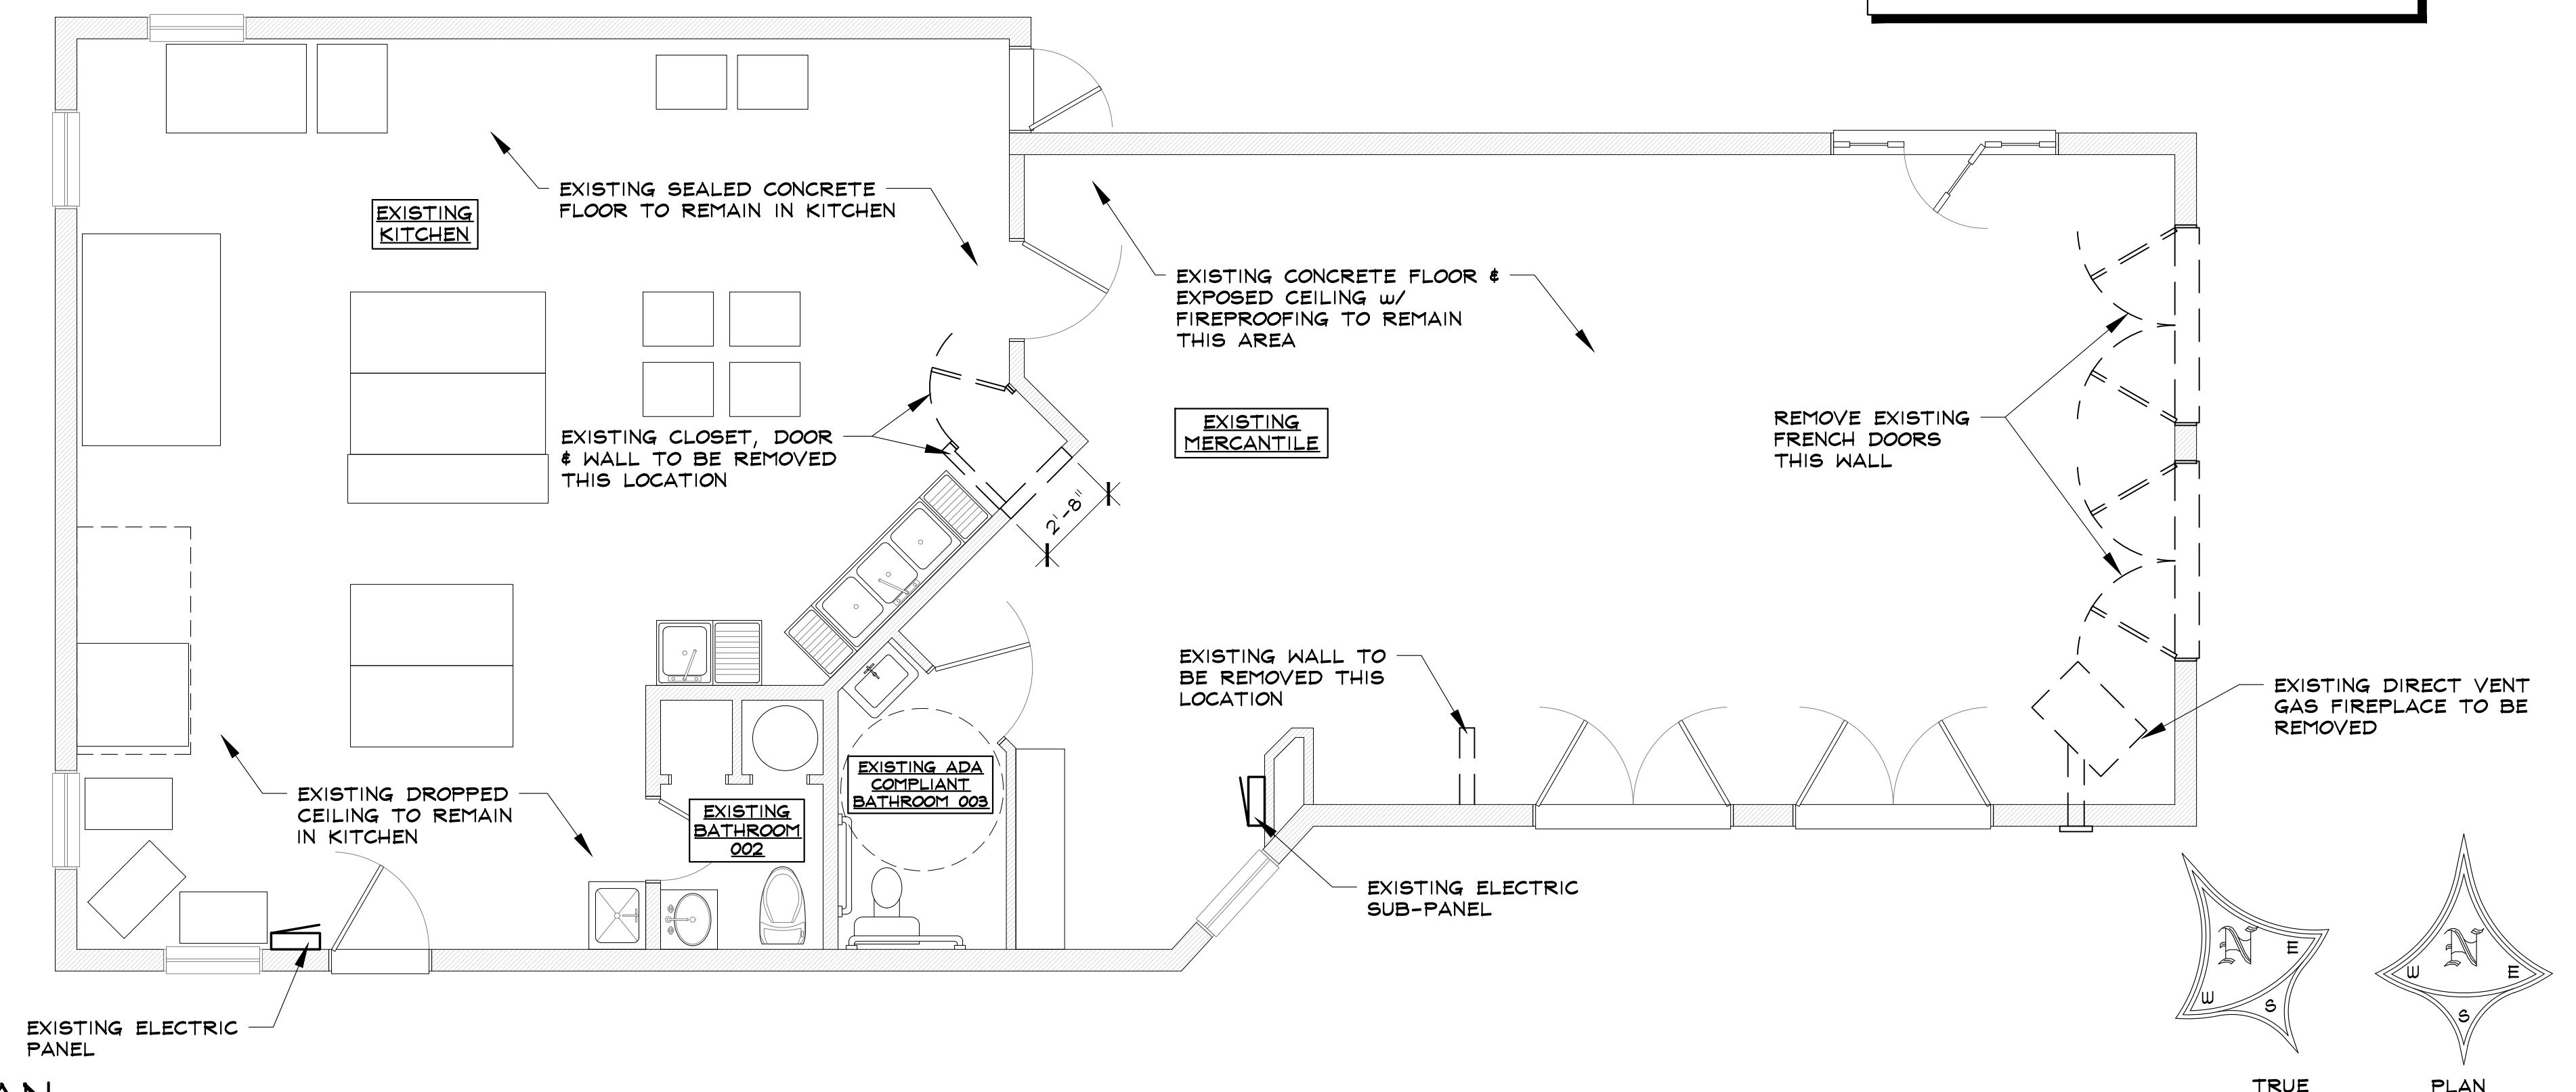 EXISTING SEALED CONCRETE
FLOOR TO REMAIN IN KITCHEN
EXISTING
KITCHEN
EXISTING CONCRETE FLOOR &
EXPOSED CEILING w/
FIREPROOFING TO REMAIN
THIS AREA
EXISTING
MERCANTILE
REMOVE EXISTING
FRENCH DOORS
THIS WALL
EXISTING CLOSET, DOOR
& WALL TO BE REMOVED
THIS LOCATION
2'-8"
EXISTING WALL TO
BE REMOVED THIS
LOCATION
EXISTING DIRECT VENT
GAS FIREPLACE TO BE
REMOVED
EXISTING DROPPED
CEILING TO REMAIN
IN KITCHEN
EXISTING
BATHROOM
002
EXISTING ADA
COMPLIANT
BATHROOM 003
EXISTING ELECTRIC
SUB-PANEL
EXISTING ELECTRIC
PANEL
N
E
W
S
TRUE
N
W
E
S
PLAN